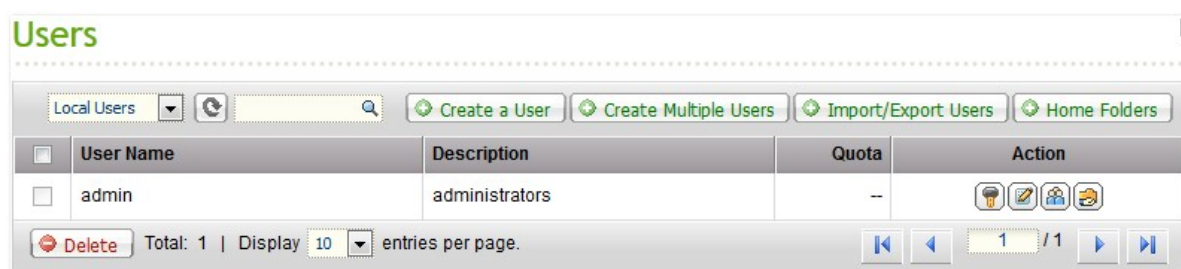 Users
Local Users Create a User Create Multiple Users Import/Export Users Home Folders
User Name Description Quota Action
admin administrators --
Delete Total: 1 | Display 10 entries per page. 1 / 1